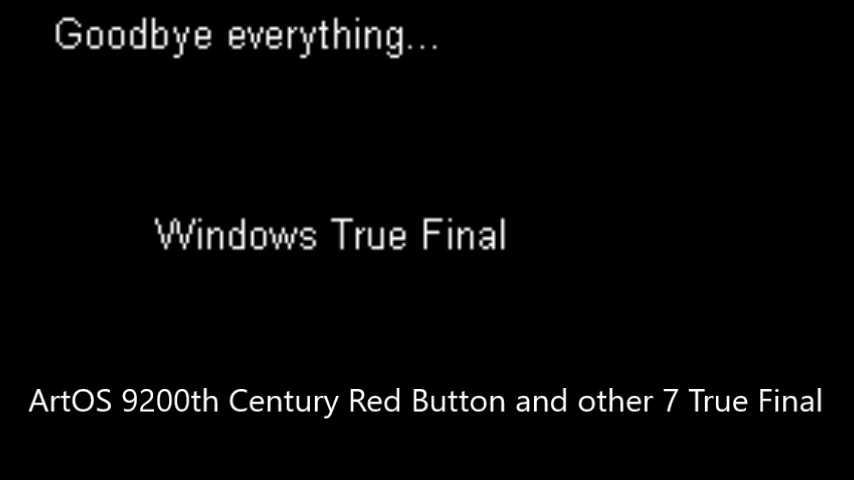 Goodbye everything...
Windows True Final
ArtOS 9200th Century Red Button and other 7 True Final